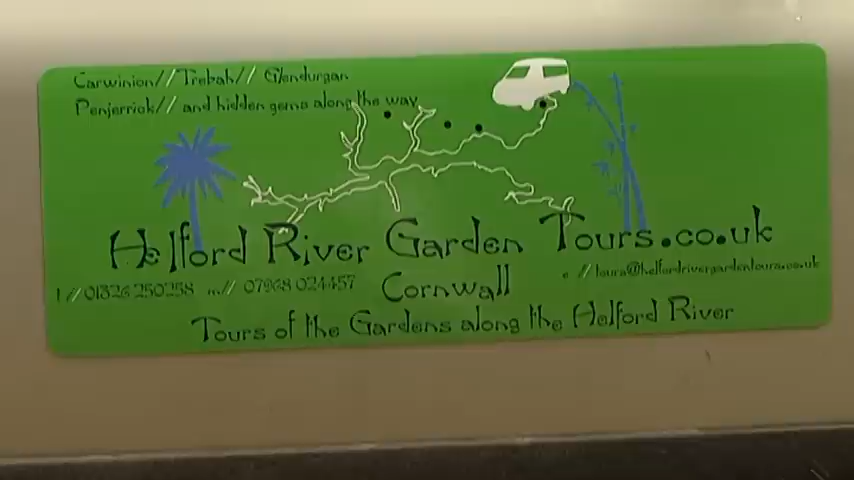 Carwinion// Trebah// Glendurgan
Penjerrick// and hidden gems along the way
Helford River Garden Tours.co.uk
t // 01326 250258 m// 07968 024457
Cornwall
e // tours@helfordrivergardentours.co.uk
Tours of the Gardens along the Helford River